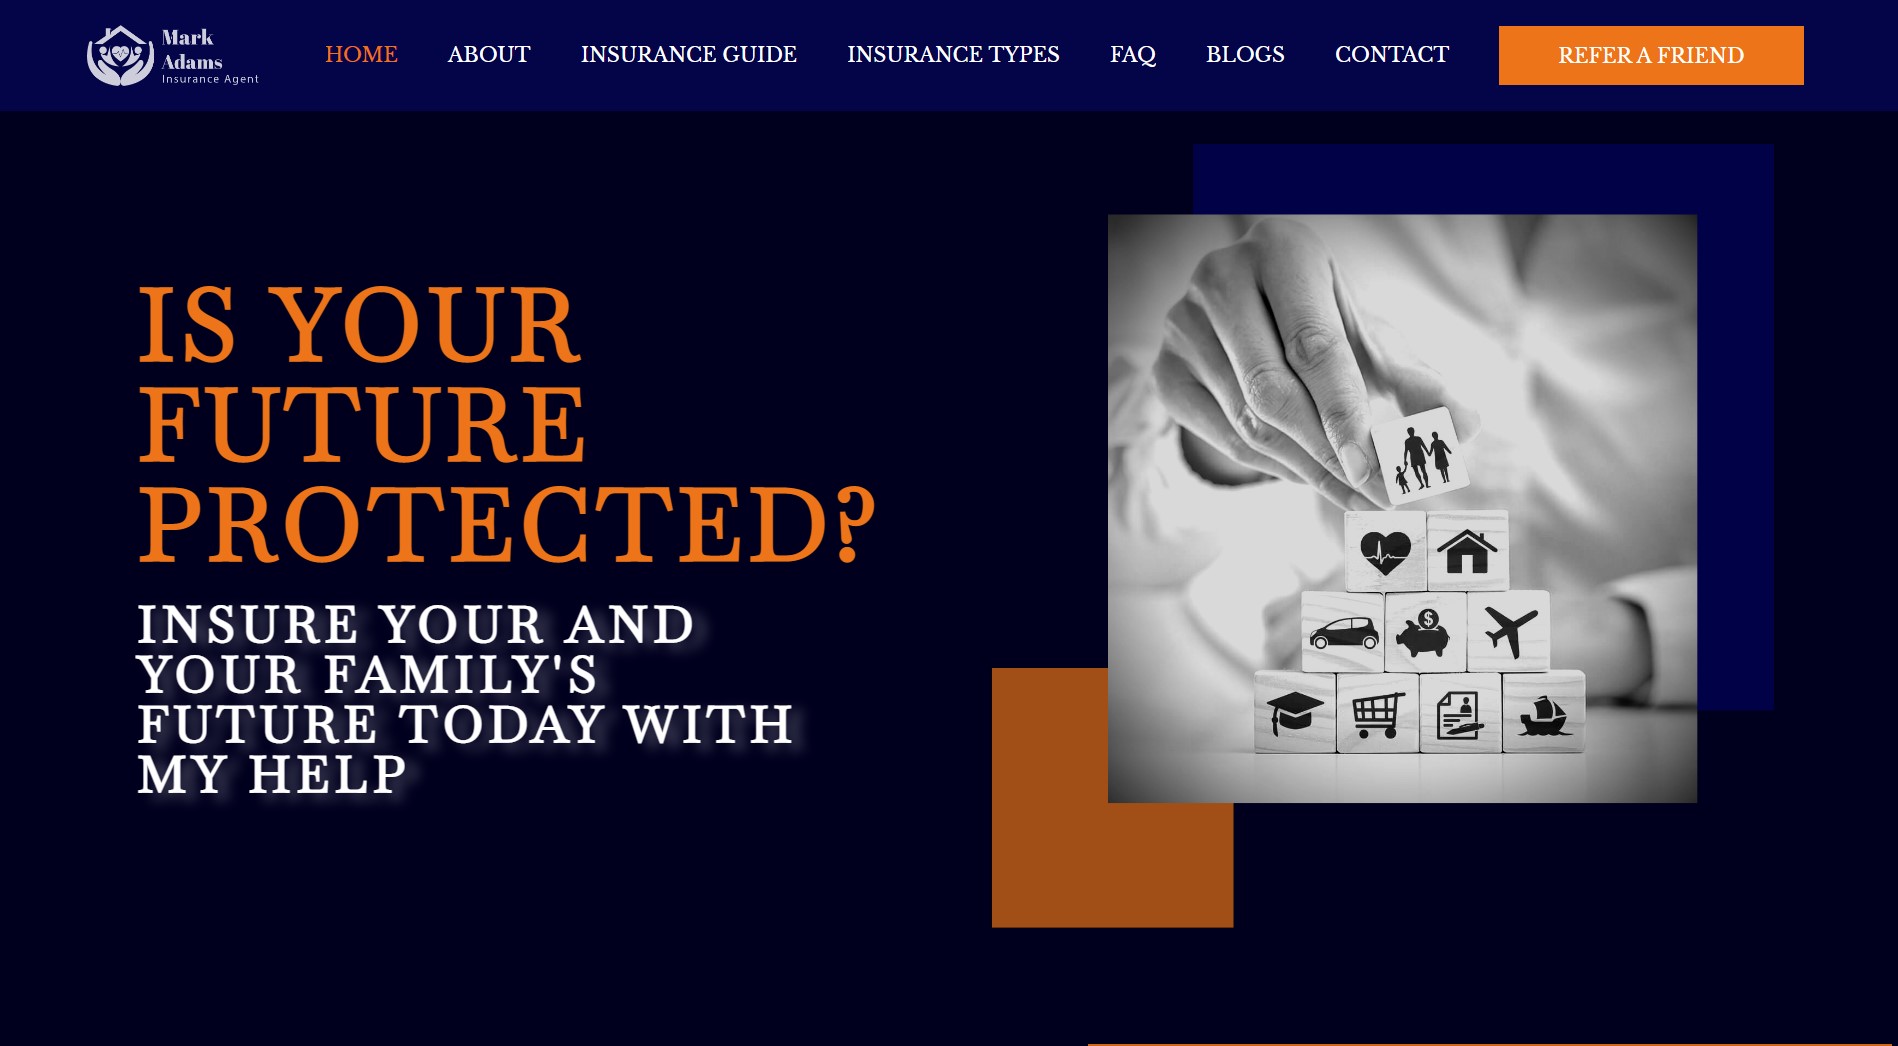 Mark
Adams
Insurance Agent
HOME ABOUT INSURANCE GUIDE INSURANCE TYPES FAQ BLOGS CONTACT REFER A FRIEND
IS YOUR
FUTURE
PROTECTED?
INSURE YOUR AND
YOUR FAMILY'S
FUTURE TODAY WITH
MY HELP
$